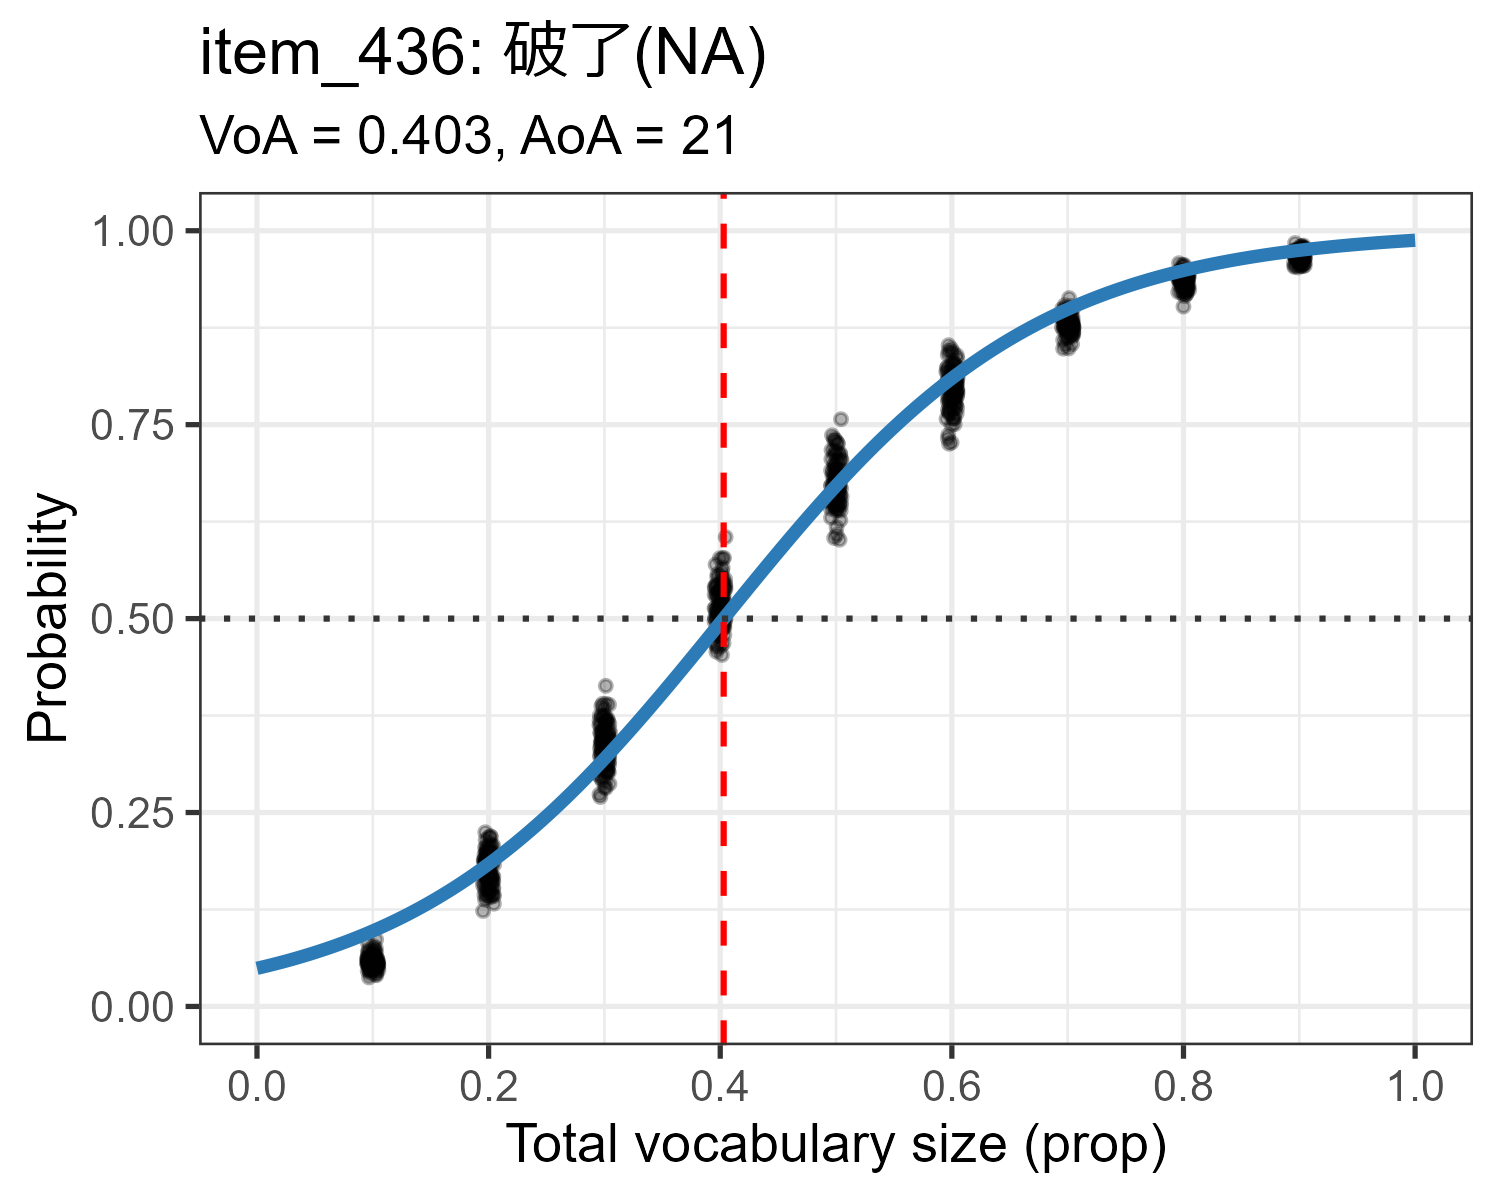 item_436: 破了(NA)
VoA = 0.403, AoA = 21
1.00
0.75
0.50
0.25
0.00
Probability
0.0 0.2 0.4 0.6 0.8 1.0
Total vocabulary size (prop)